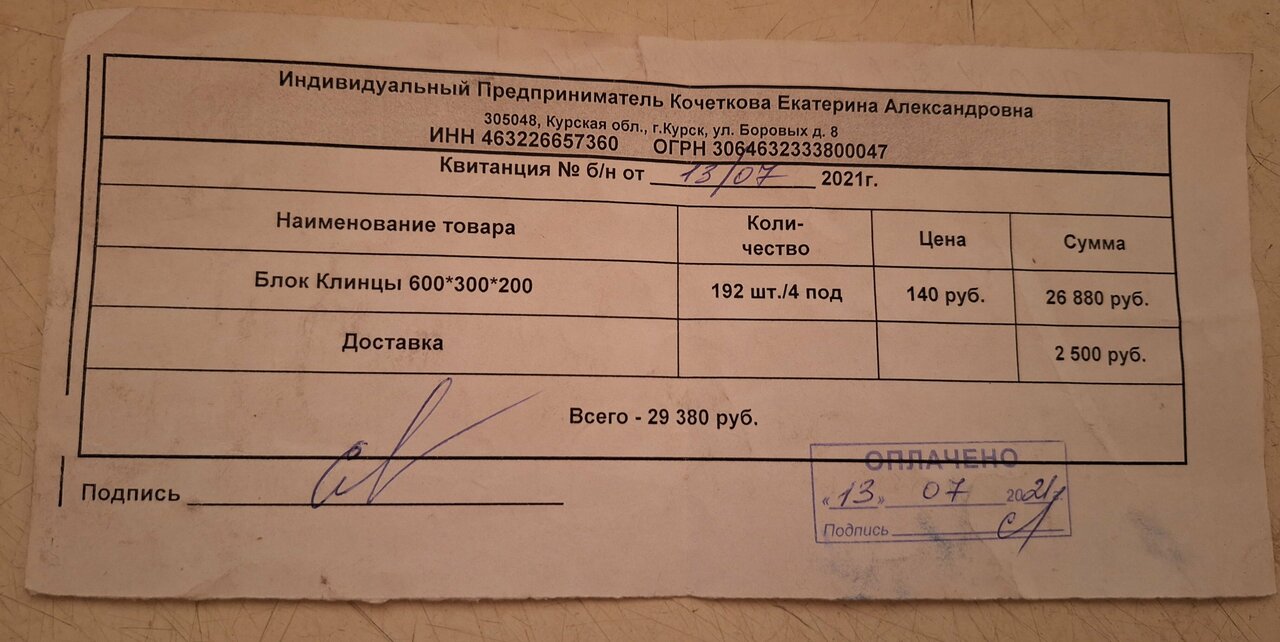 Индивидуальный Предприниматель Кочеткова Екатерина Александровна
305048, Курская обл., г.Курск, ул. Боровых д. 8
ИНН 463226657360 ОГРН 3064632333800047
Квитанция № б/н от 13/07 2021г.
Наименование товара Коли-чество Цена Сумма
Блок Клинцы 600*300*200 192 шт./4 под 140 руб. 26 880 руб.
Доставка 2 500 руб.
Всего - 29 380 руб.
Подпись
ОПЛАЧЕНО
«13» 07 2021г.
Подпись